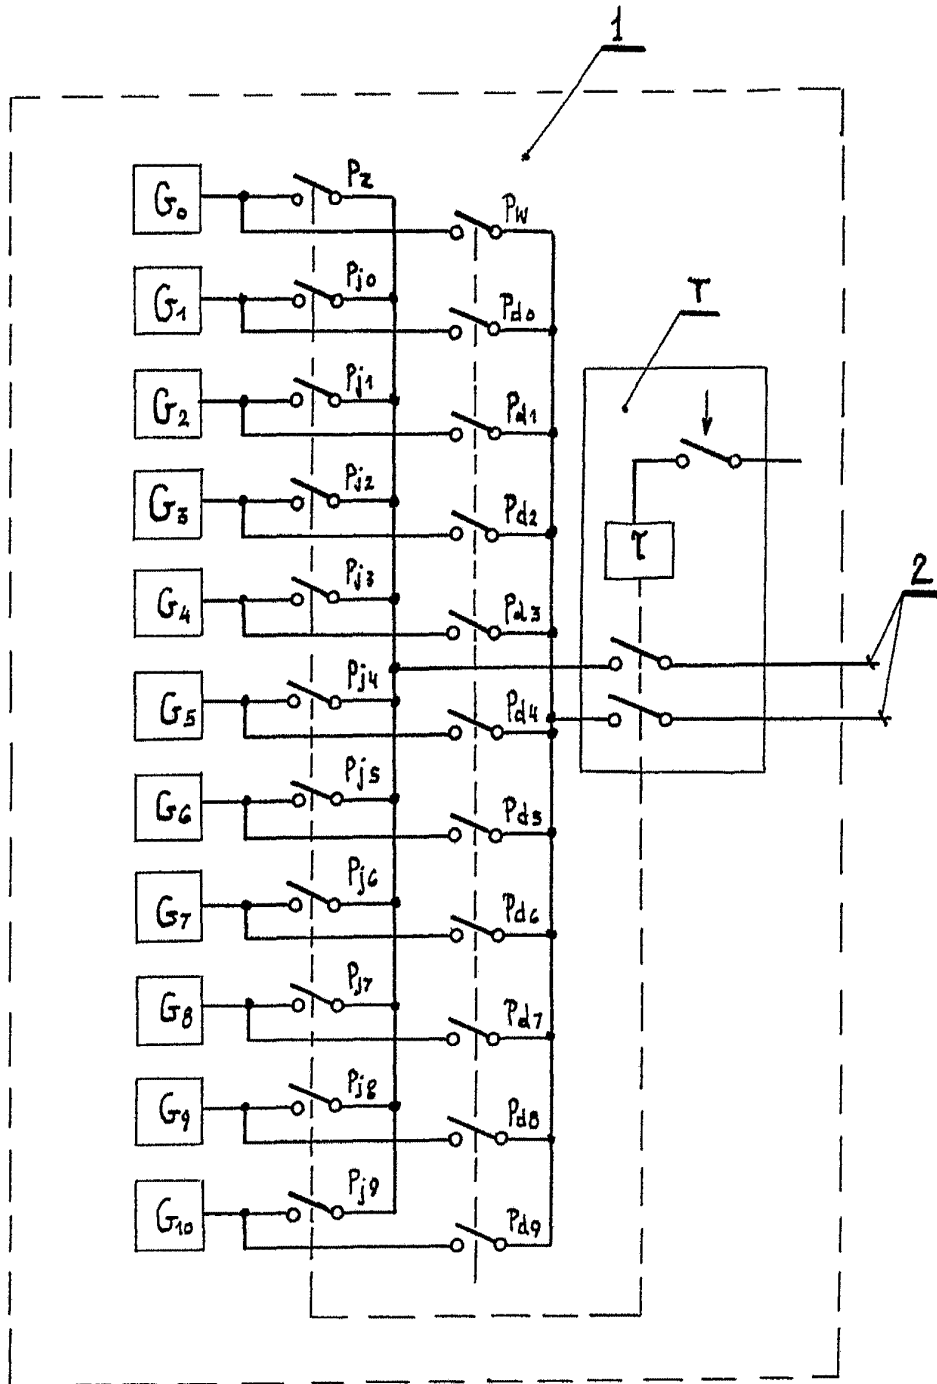 1
G₀ Pz
Pw
G₁ Pj0
Pd0
T
G₂ Pj1
Pd1
G₃ Pj2
Pd2
τ
G₄ Pj3
Pd3
2
G₅ Pj4
Pd4
G₆ Pj5
Pd5
G₇ Pj6
Pd6
G₈ Pj7
Pd7
G₉ Pj8
Pd8
G₁₀ Pj9
Pd9